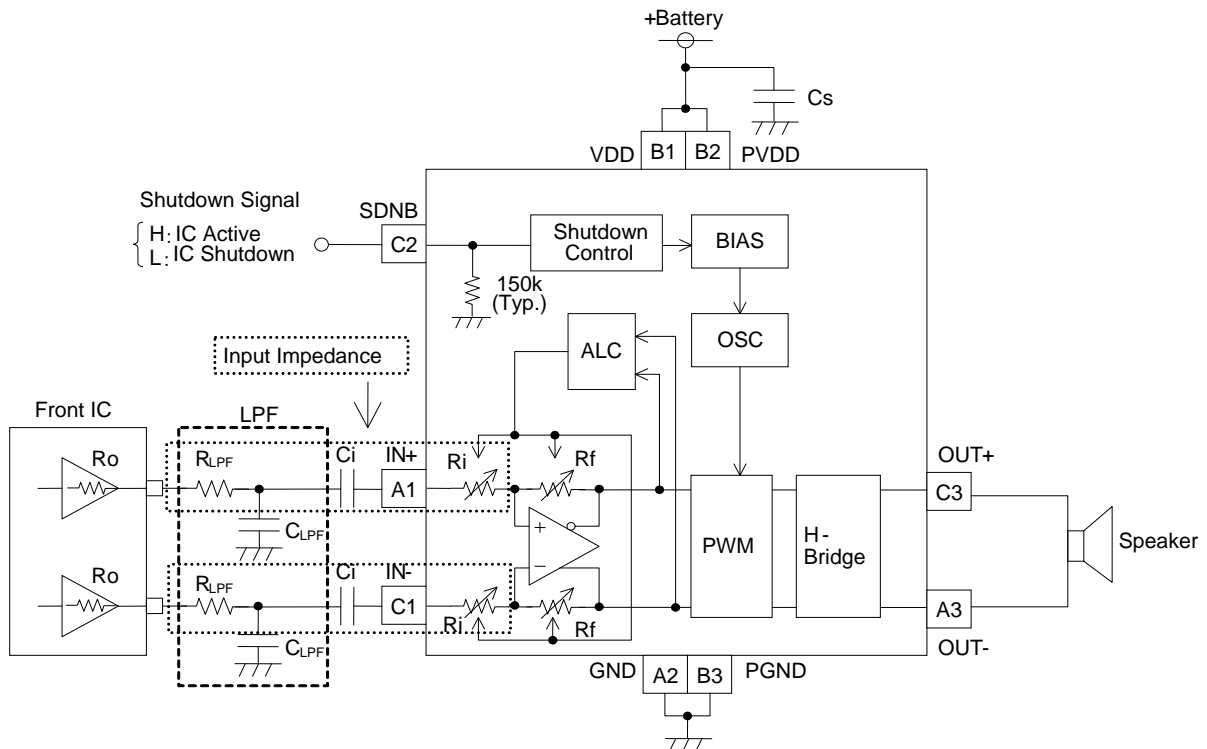 +Battery
Cs
VDD
B1
B2
PVDD
Shutdown Signal
H: IC Active
L: IC Shutdown
SDNB
C2
Shutdown
Control
BIAS
150k
(Typ.)
OSC
ALC
Input Impedance
Front IC
LPF
Ro
RLPF
Ci
IN+
A1
Ri
Rf
OUT+
C3
CLPF
+
PWM
H-
Bridge
Speaker
Ro
RLPF
Ci
IN-
C1
−
Ri
Rf
A3
OUT-
CLPF
GND
A2
B3
PGND